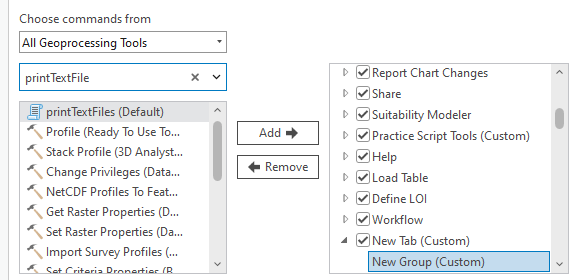 Choose commands from
All Geoprocessing Tools
printTextFile
printTextFiles (Default)
Profile (Ready To Use To...
Stack Profile (3D Analyst...
Change Privileges (Data...
NetCDF Profiles To Feat...
Get Raster Properties (D...
Set Raster Properties (Da...
Import Survey Profiles (...
Set Criteria Properties (B...
Add
Remove
Report Chart Changes
Share
Suitability Modeler
Practice Script Tools (Custom)
Help
Load Table
Define LOI
Workflow
New Tab (Custom)
New Group (Custom)